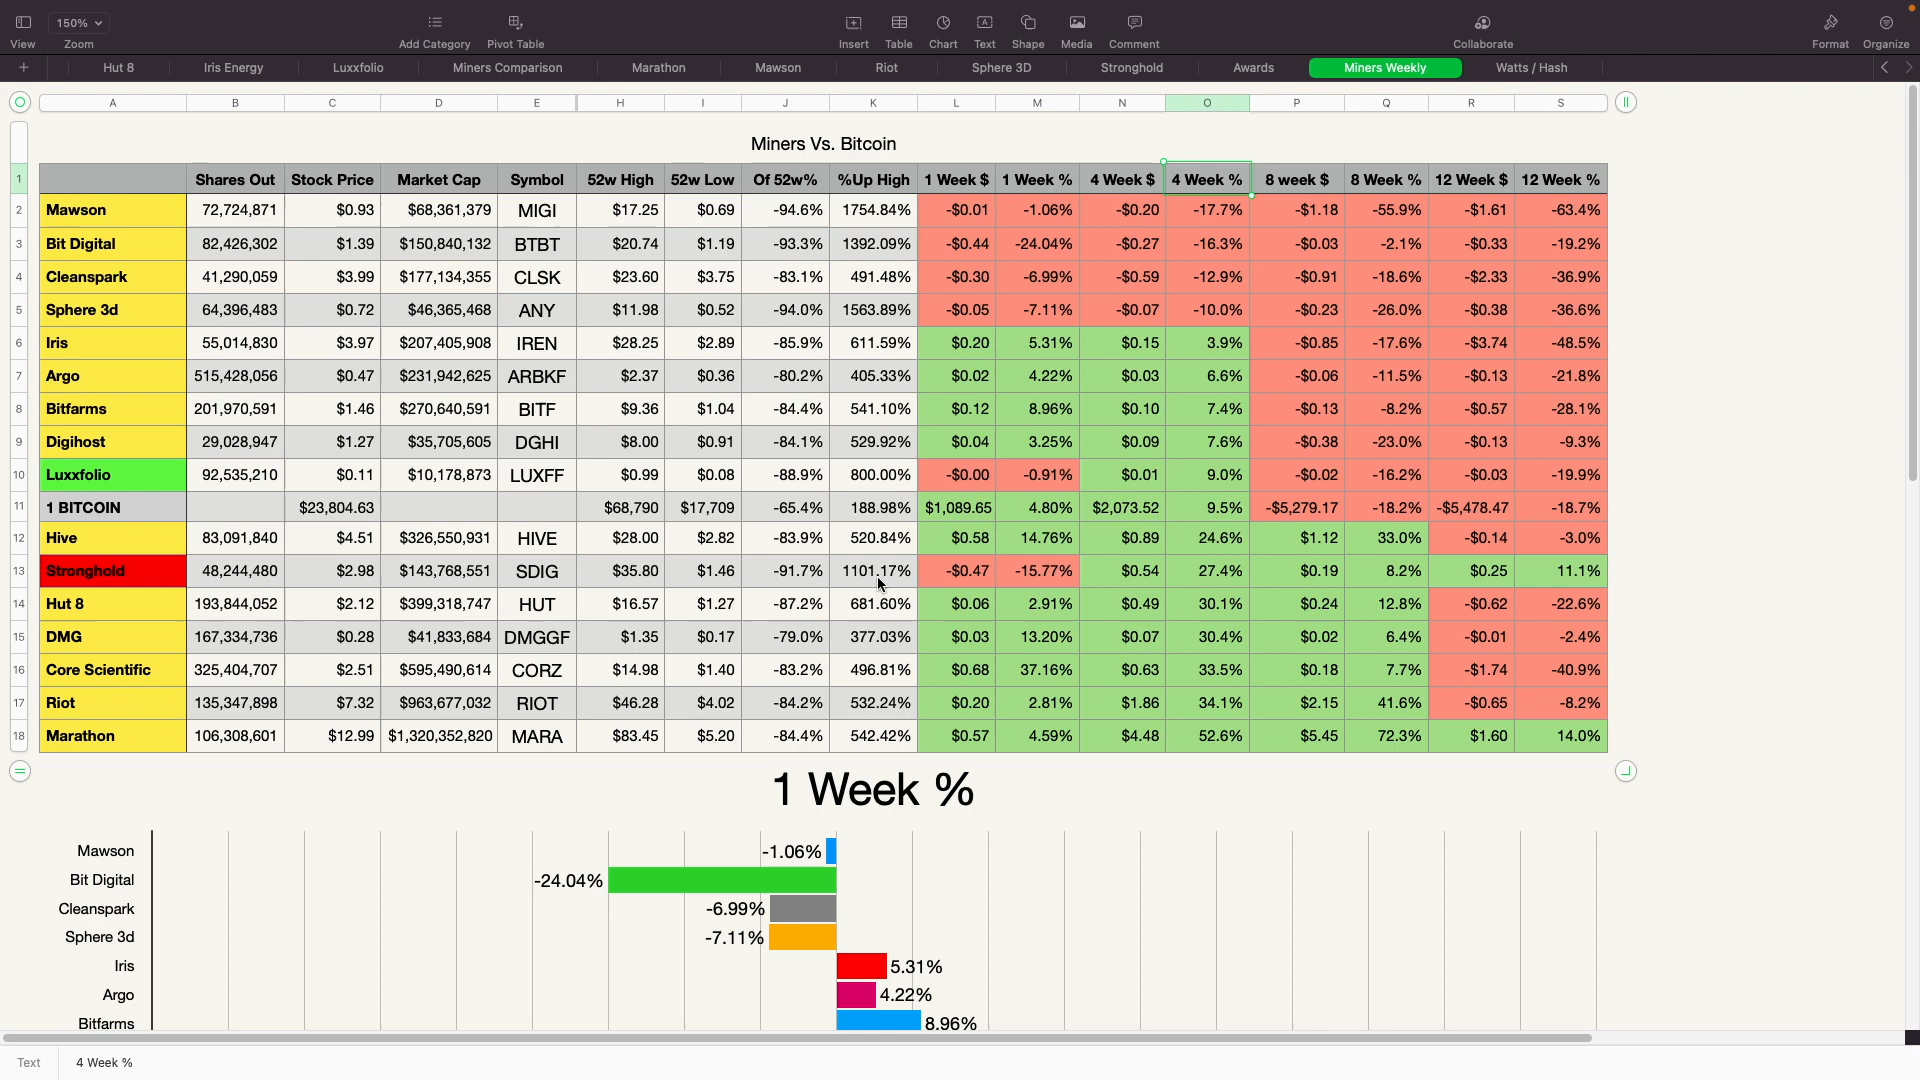 150%
View Zoom Add Category Pivot Table Insert Table Chart Text Shape Media Comment Collaborate Format Organize
+ Hut 8 Iris Energy Luxxfolio Miners Comparison Marathon Mawson Riot Sphere 3D Stronghold Awards Miners Weekly Watts / Hash
A B C D E H I J K L M N O P Q R S
Miners Vs. Bitcoin
1 Shares Out Stock Price Market Cap Symbol 52w High 52w Low Of 52w% %Up High 1 Week $ 1 Week % 4 Week $ 4 Week % 8 week $ 8 Week % 12 Week $ 12 Week %
2 Mawson 72,724,871 $0.93 $68,361,379 MIGI $17.25 $0.69 -94.6% 1754.84% -$0.01 -1.06% -$0.20 -17.7% -$1.18 -55.9% -$1.61 -63.4%
3 Bit Digital 82,426,302 $1.39 $150,840,132 BTBT $20.74 $1.19 -93.3% 1392.09% -$0.44 -24.04% -$0.27 -16.3% -$0.03 -2.1% -$0.33 -19.2%
4 Cleanspark 41,290,059 $3.99 $177,134,355 CLSK $23.60 $3.75 -83.1% 491.48% -$0.30 -6.99% -$0.59 -12.9% -$0.91 -18.6% -$2.33 -36.9%
5 Sphere 3d 64,396,483 $0.72 $46,365,468 ANY $11.98 $0.52 -94.0% 1563.89% -$0.05 -7.11% -$0.07 -10.0% -$0.23 -26.0% -$0.38 -36.6%
6 Iris 55,014,830 $3.97 $207,405,908 IREN $28.25 $2.89 -85.9% 611.59% $0.20 5.31% $0.15 3.9% -$0.85 -17.6% -$3.74 -48.5%
7 Argo 515,428,056 $0.47 $231,942,625 ARBKF $2.37 $0.36 -80.2% 405.33% $0.02 4.22% $0.03 6.6% -$0.06 -11.5% -$0.13 -21.8%
8 Bitfarms 201,970,591 $1.46 $270,640,591 BITF $9.36 $1.04 -84.4% 541.10% $0.12 8.96% $0.10 7.4% -$0.13 -8.2% -$0.57 -28.1%
9 Digihost 29,028,947 $1.27 $35,705,605 DGHI $8.00 $0.91 -84.1% 529.92% $0.04 3.25% $0.09 7.6% -$0.38 -23.0% -$0.13 -9.3%
10 Luxxfolio 92,535,210 $0.11 $10,178,873 LUXFF $0.99 $0.08 -88.9% 800.00% -$0.00 -0.91% $0.01 9.0% -$0.02 -16.2% -$0.03 -19.9%
11 1 BITCOIN $23,804.63 $68,790 $17,709 -65.4% 188.98% $1,089.65 4.80% $2,073.52 9.5% -$5,279.17 -18.2% -$5,478.47 -18.7%
12 Hive 83,091,840 $4.51 $326,550,931 HIVE $28.00 $2.82 -83.9% 520.84% $0.58 14.76% $0.89 24.6% $1.12 33.0% -$0.14 -3.0%
13 Stronghold 48,244,480 $2.98 $143,768,551 SDIG $35.80 $1.46 -91.7% 1101.17% -$0.47 -15.77% $0.54 27.4% $0.19 8.2% $0.25 11.1%
14 Hut 8 193,844,052 $2.12 $399,318,747 HUT $16.57 $1.27 -87.2% 681.60% $0.06 2.91% $0.49 30.1% $0.24 12.8% -$0.62 -22.6%
15 DMG 167,334,736 $0.28 $41,833,684 DMGGF $1.35 $0.17 -79.0% 377.03% $0.03 13.20% $0.07 30.4% $0.02 6.4% -$0.01 -2.4%
16 Core Scientific 325,404,707 $2.51 $595,490,614 CORZ $14.98 $1.40 -83.2% 496.81% $0.68 37.16% $0.63 33.5% $0.18 7.7% -$1.74 -40.9%
17 Riot 135,347,898 $7.32 $963,677,032 RIOT $46.28 $4.02 -84.2% 532.24% $0.20 2.81% $1.86 34.1% $2.15 41.6% -$0.65 -8.2%
18 Marathon 106,308,601 $12.99 $1,320,352,820 MARA $83.45 $5.20 -84.4% 542.42% $0.57 4.59% $4.48 52.6% $5.45 72.3% $1.60 14.0%
1 Week %
Mawson -1.06%
Bit Digital -24.04%
Cleanspark -6.99%
Sphere 3d -7.11%
Iris 5.31%
Argo 4.22%
Bitfarms 8.96%
Text 4 Week %